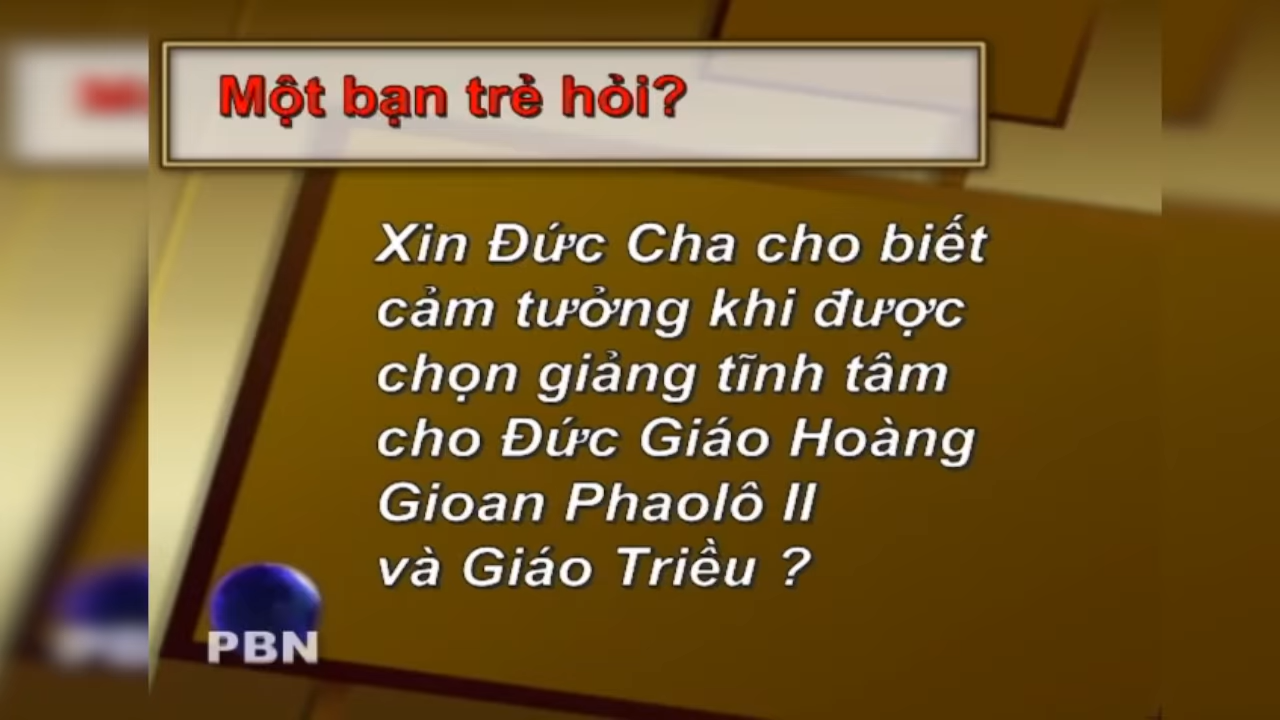 Một bạn trẻ hỏi?
Xin Đức Cha cho biết
cảm tưởng khi được
chọn giảng tĩnh tâm
cho Đức Giáo Hoàng
Gioan Phaolô II
và Giáo Triều ?
PBN